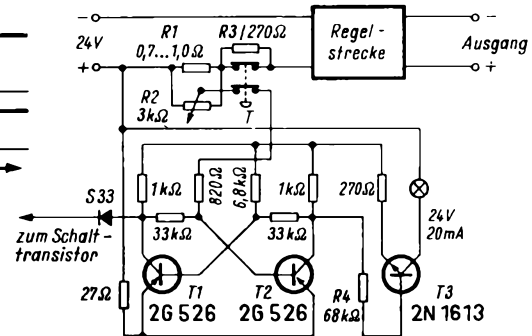 R1 R3/270Ω
24V 0,7...1,0Ω
Regel-
strecke
Ausgang
R2
3kΩ
T
1kΩ 820Ω 6,8kΩ 1kΩ 270Ω
S33
33kΩ 33kΩ
24V
20mA
zum Schalt-
transistor
27Ω T1 T2 R4 T3
2G 526 2G 526 68kΩ 2N 1613